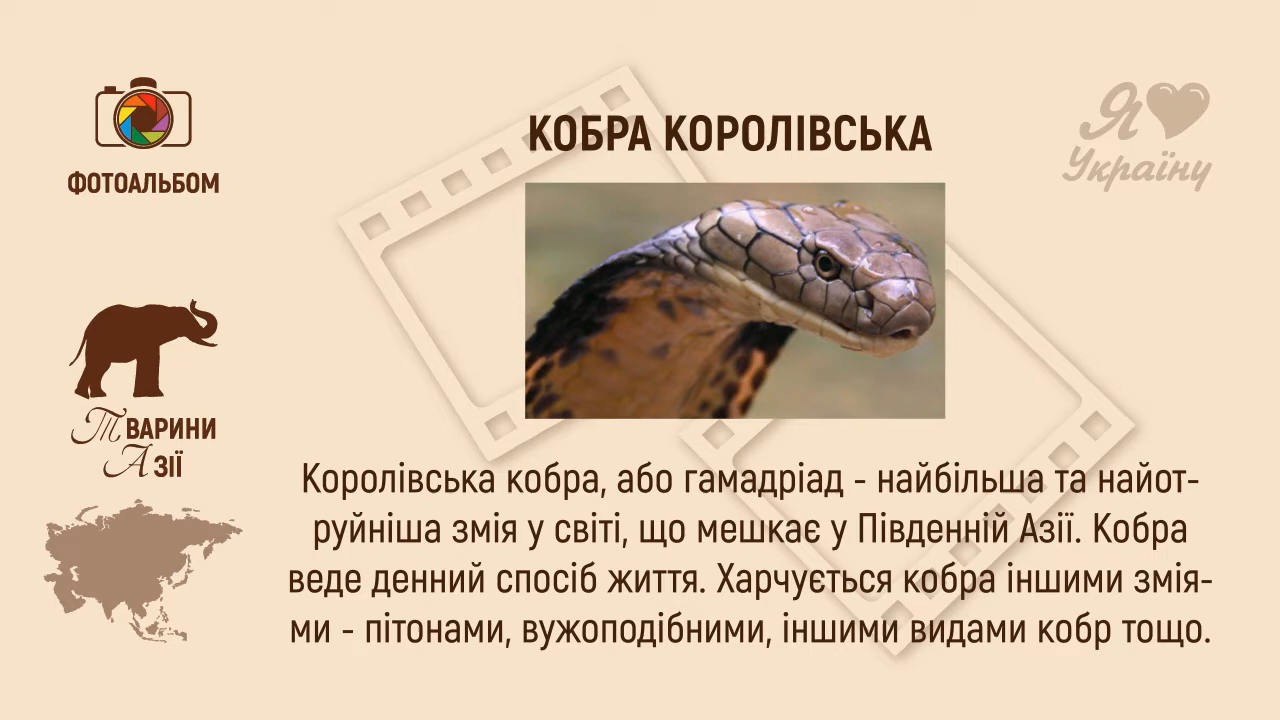 ФОТОАЛЬБОМ
Тварини
Азії
Я
Україну
КОБРА КОРОЛІВСЬКА
Королівська кобра, або гамадріад - найбільша та найот-
руйніша змія у світі, що мешкає у Південній Азії. Кобра
веде денний спосіб життя. Харчується кобра іншими змія-
ми - пітонами, вужоподібними, іншими видами кобр тощо.